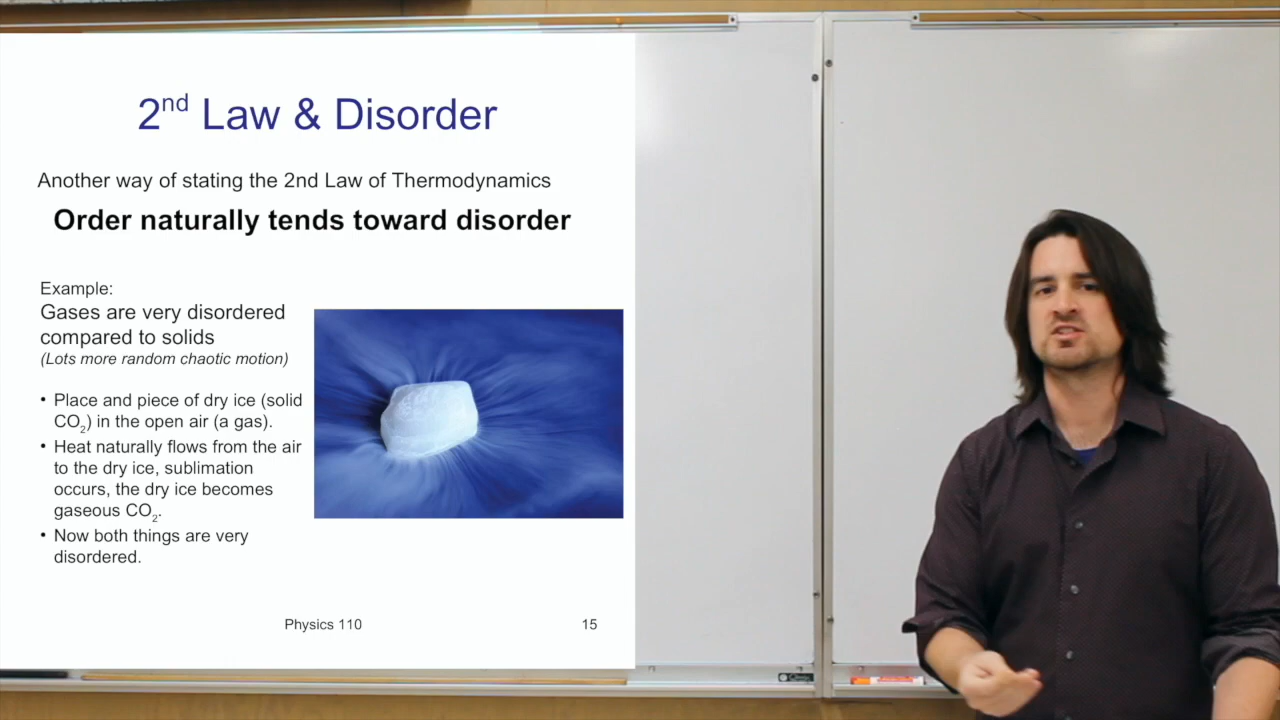 2nd Law & Disorder
Another way of stating the 2nd Law of Thermodynamics
Order naturally tends toward disorder
Example:
Gases are very disordered
compared to solids
(Lots more random chaotic motion)
• Place and piece of dry ice (solid
CO2) in the open air (a gas).
• Heat naturally flows from the air
to the dry ice, sublimation
occurs, the dry ice becomes
gaseous CO2.
• Now both things are very
disordered.
Physics 110
15